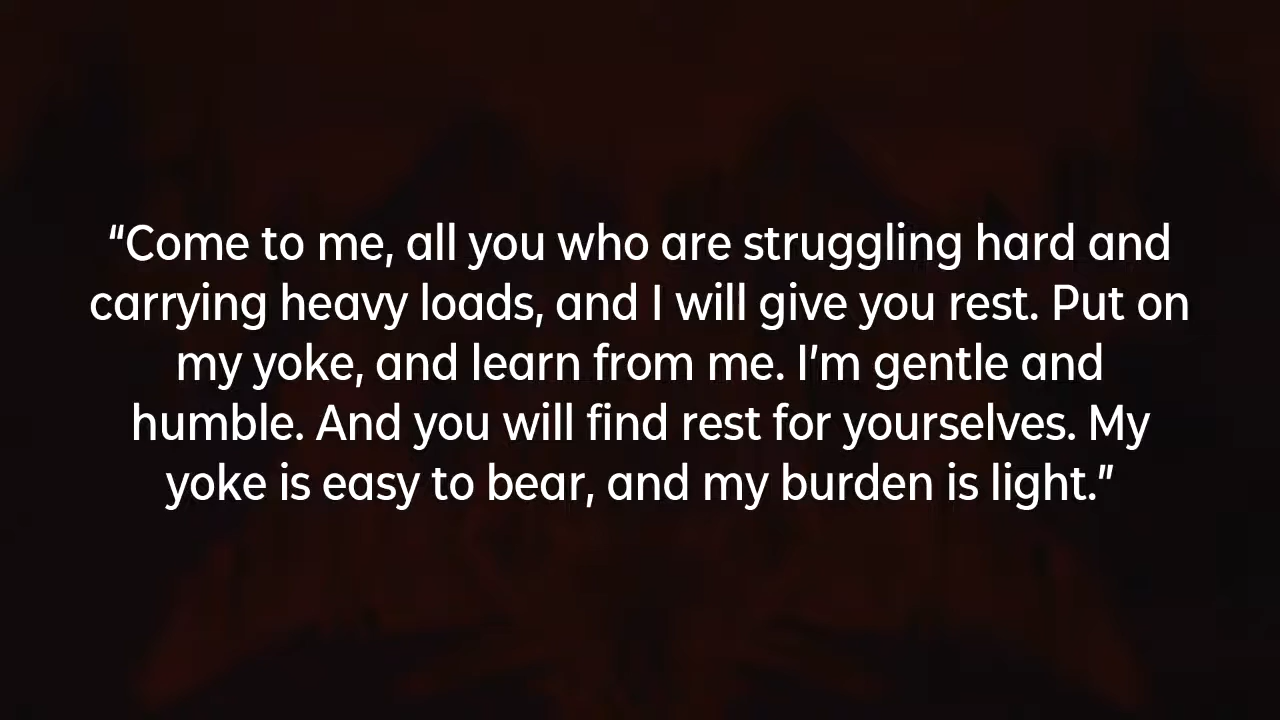 “Come to me, all you who are struggling hard and
carrying heavy loads, and I will give you rest. Put on
my yoke, and learn from me. I’m gentle and
humble. And you will find rest for yourselves. My
yoke is easy to bear, and my burden is light.”